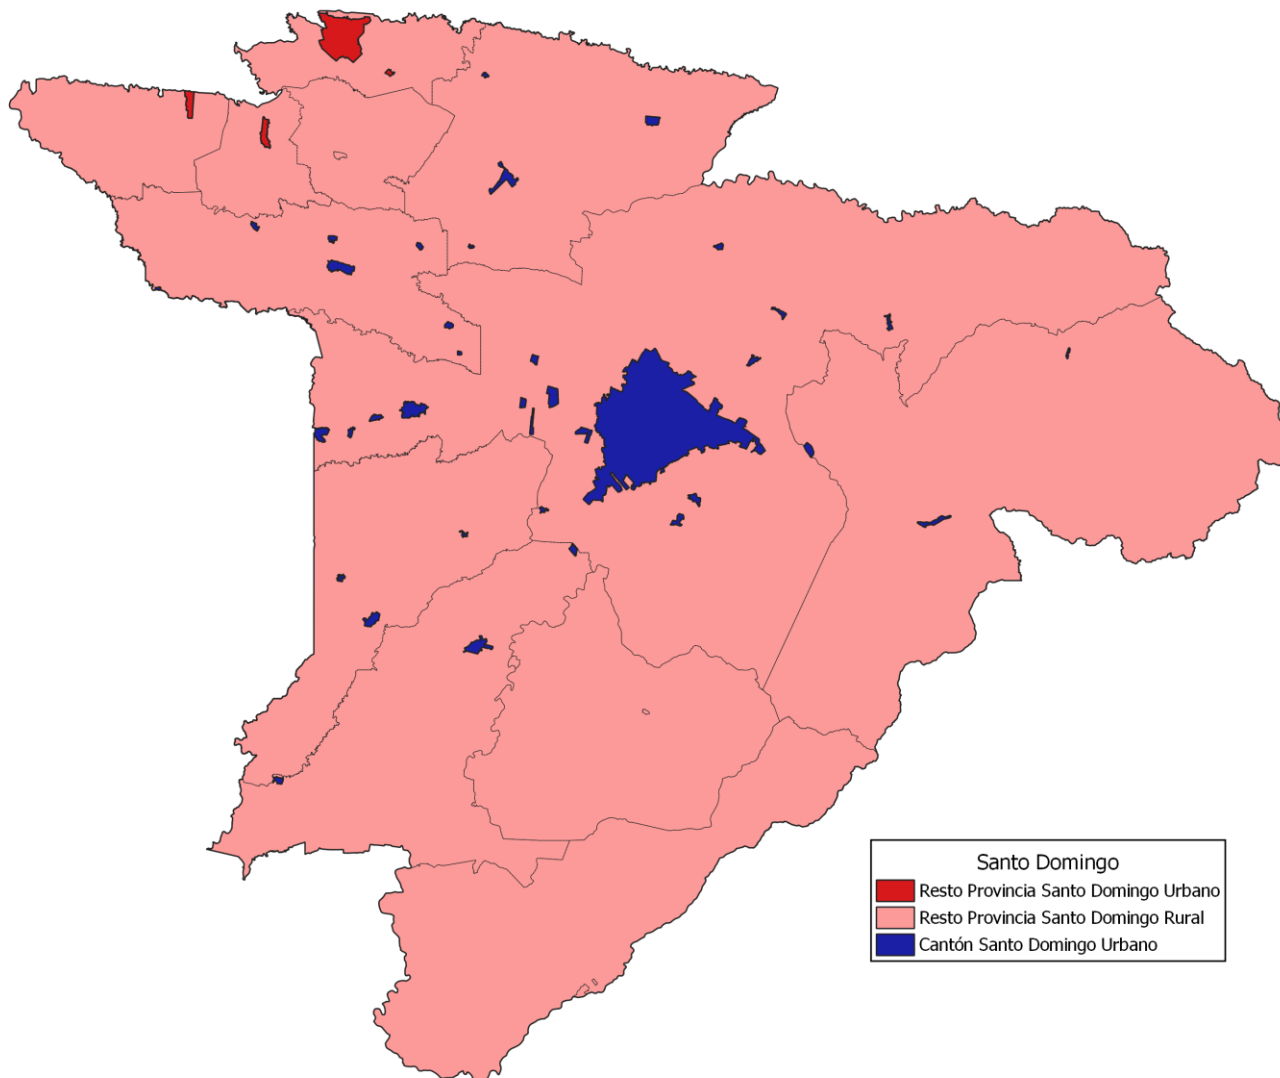 Santo Domingo
Resto Provincia Santo Domingo Urbano
Resto Provincia Santo Domingo Rural
Cantón Santo Domingo Urbano